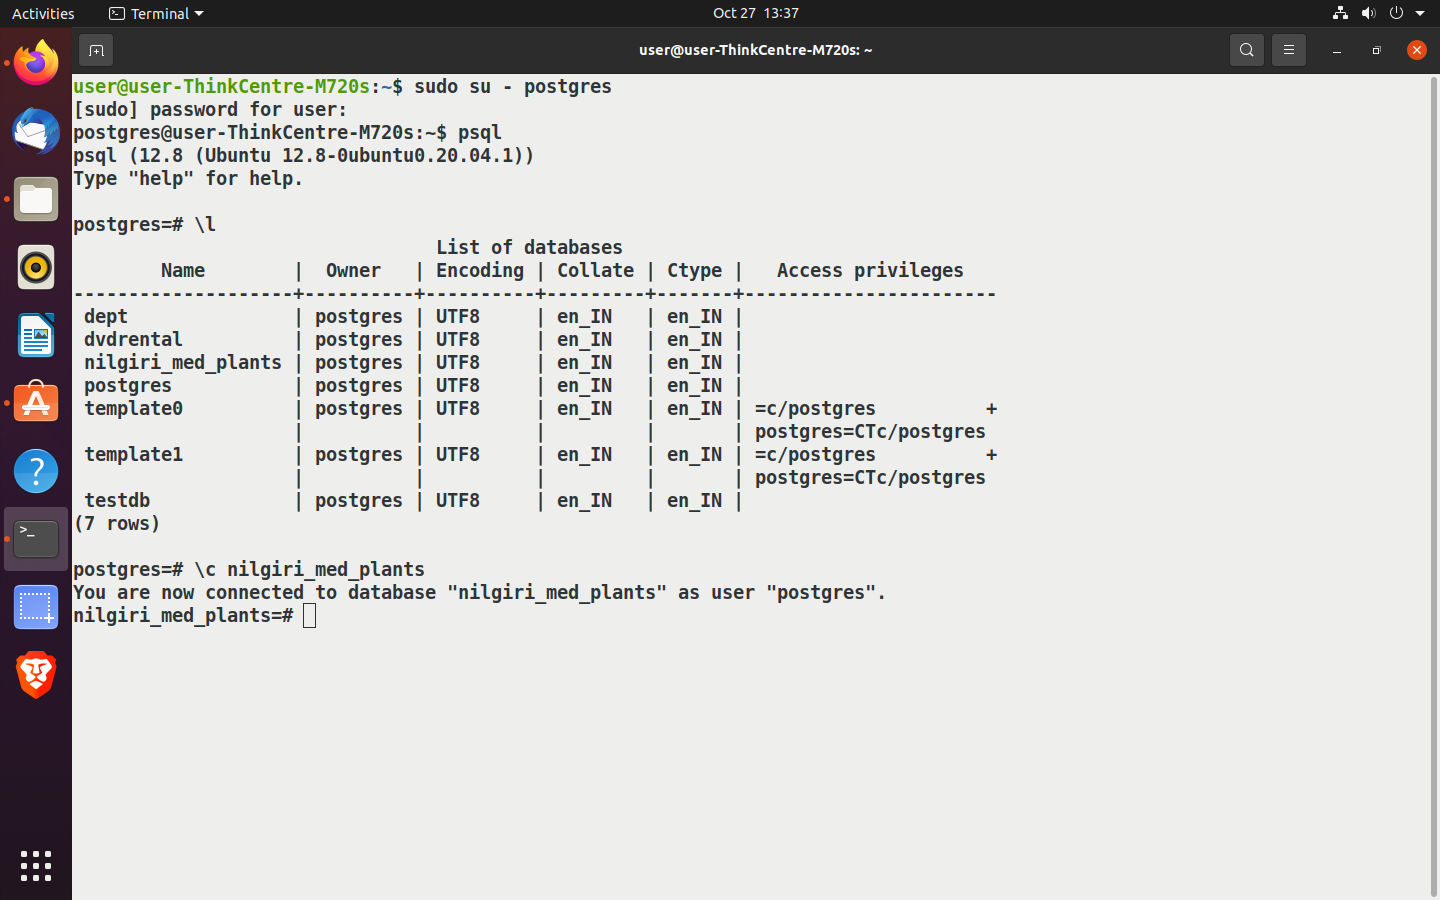 Activities Terminal Oct 27 13:37
user@user-ThinkCentre-M720s: ~
user@user-ThinkCentre-M720s:~$ sudo su - postgres
[sudo] password for user:
postgres@user-ThinkCentre-M720s:~$ psql
psql (12.8 (Ubuntu 12.8-0ubuntu0.20.04.1))
Type "help" for help.

postgres=# \l
                                 List of databases
        Name        |  Owner   | Encoding | Collate | Ctype |   Access privileges
--------------------+----------+----------+---------+-------+-----------------------
 dept               | postgres | UTF8     | en_IN   | en_IN |
 dvdrental          | postgres | UTF8     | en_IN   | en_IN |
 nilgiri_med_plants | postgres | UTF8     | en_IN   | en_IN |
 postgres           | postgres | UTF8     | en_IN   | en_IN |
 template0          | postgres | UTF8     | en_IN   | en_IN | =c/postgres          +
                    |          |          |         |       | postgres=CTc/postgres
 template1          | postgres | UTF8     | en_IN   | en_IN | =c/postgres          +
                    |          |          |         |       | postgres=CTc/postgres
 testdb             | postgres | UTF8     | en_IN   | en_IN |
(7 rows)

postgres=# \c nilgiri_med_plants
You are now connected to database "nilgiri_med_plants" as user "postgres".
nilgiri_med_plants=#